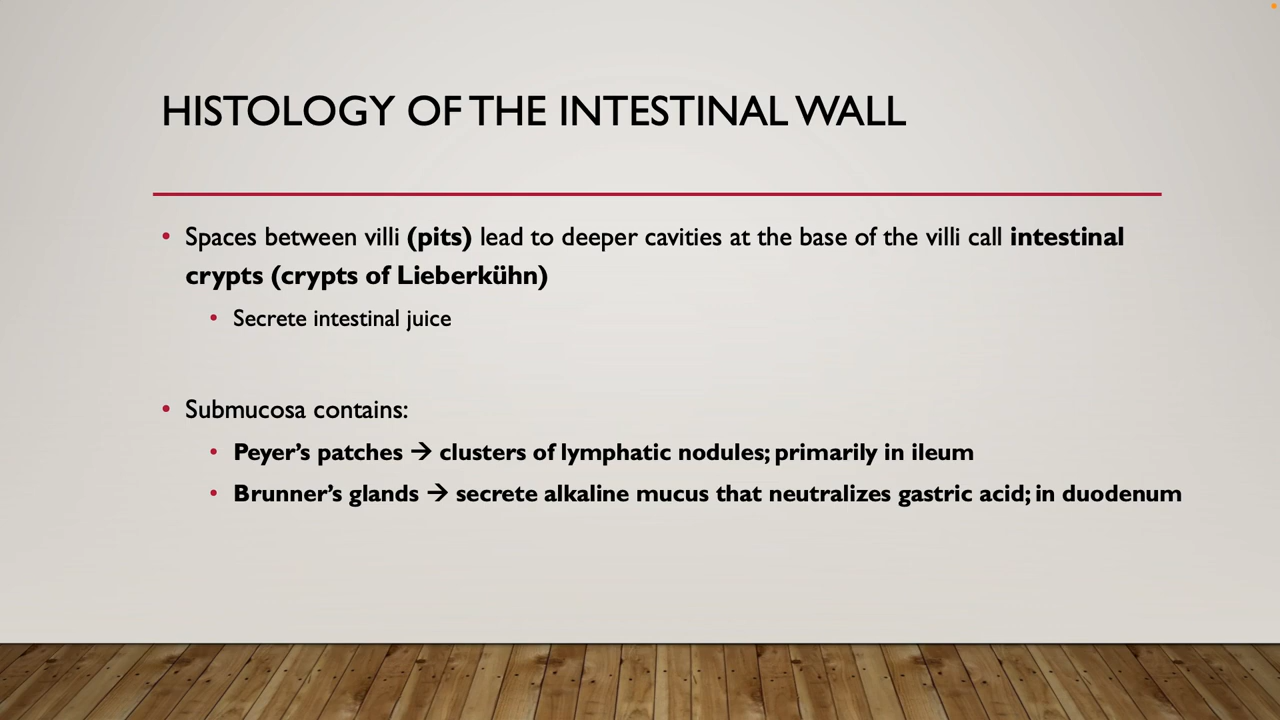 HISTOLOGY OF THE INTESTINAL WALL
• Spaces between villi (pits) lead to deeper cavities at the base of the villi call intestinal
crypts (crypts of Lieberkühn)
• Secrete intestinal juice
• Submucosa contains:
• Peyer's patches → clusters of lymphatic nodules; primarily in ileum
• Brunner's glands → secrete alkaline mucus that neutralizes gastric acid; in duodenum